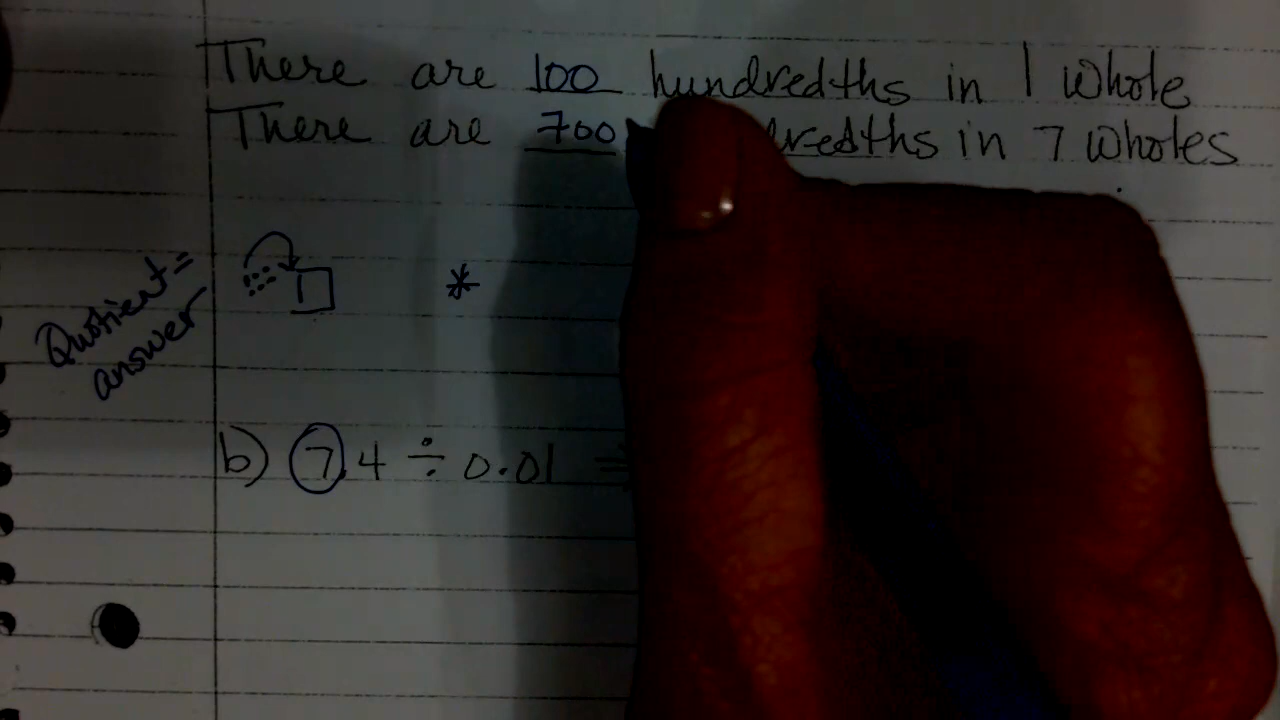 There are 100 hundredths in 1 whole
There are 700 dredths in 7 wholes
Quotient =
answer
*
b) 7.4 ÷ 0.01 =